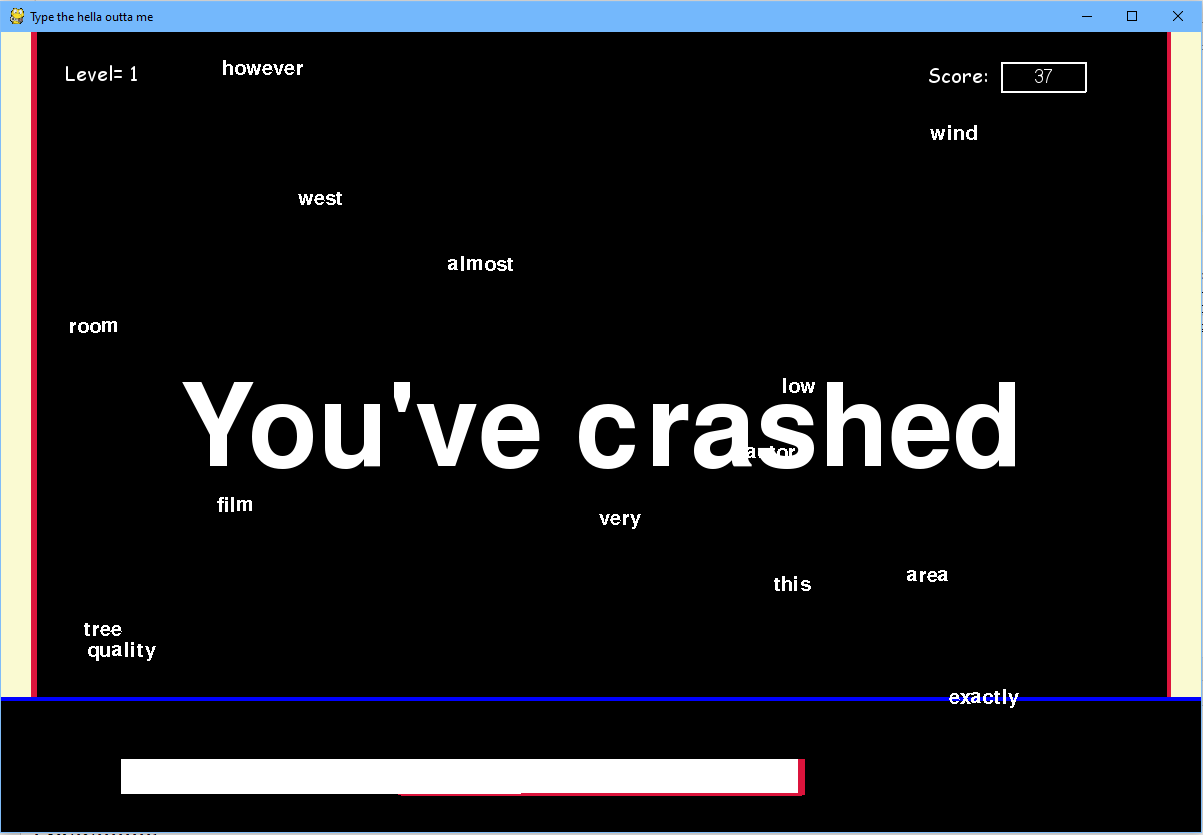 Type the hella outta me
however
Level= 1
Score: 37
wind
west
almost
room
low
You've crashed
film
very
area
this
tree
quality
exactly